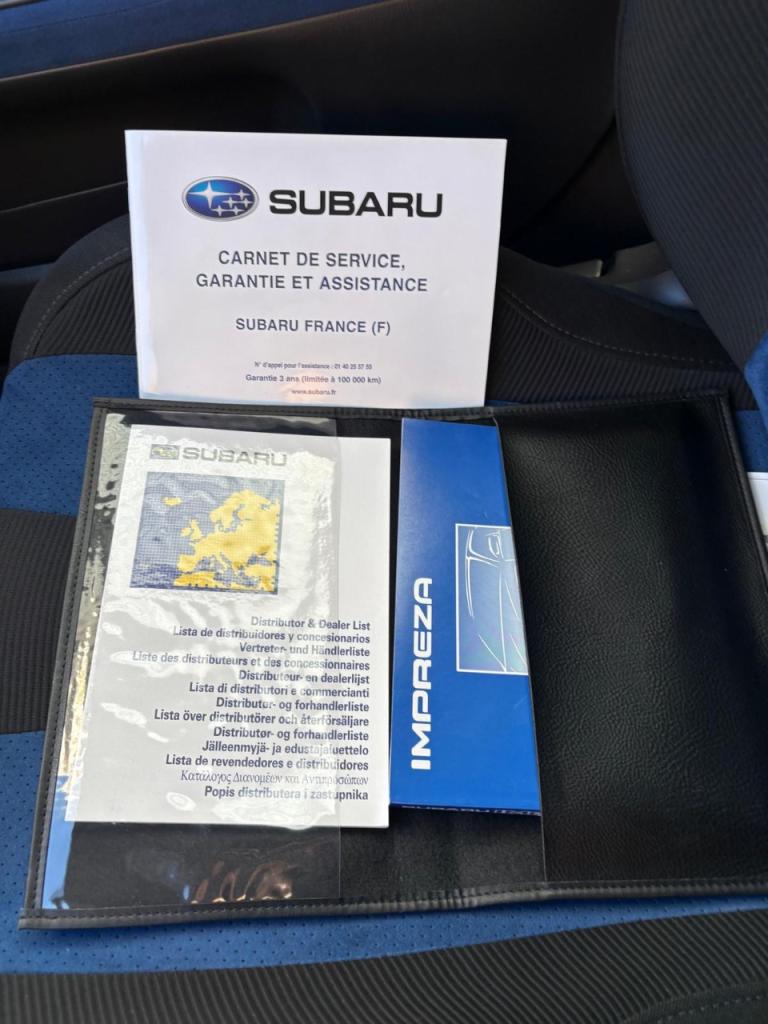 SUBARU
CARNET DE SERVICE,
GARANTIE ET ASSISTANCE
SUBARU FRANCE (F)
N° d'appel pour l'assistance : 01 40 25 57 50
Garantie 3 ans (limitée à 100 000 km)
www.subaru.fr
SUBARU
Distributor & Dealer List
Lista de distribuidores y concesionarios
Vertreter- und Händlerliste
Liste des distributeurs et des concessionnaires
Distributeur- en dealerlijst
Lista di distributori e commercianti
Distributør- og forhandlerliste
Lista över distributörer och återförsäljare
Distributør- og forhandlerliste
Jälleenmyjä- ja edustajaluettelo
Lista de revendedores e distribuidores
Κατάλογος Διανομέων και Αντιπροσώπων
Popis distributera i zastupnika
IMPREZA
SUBARU